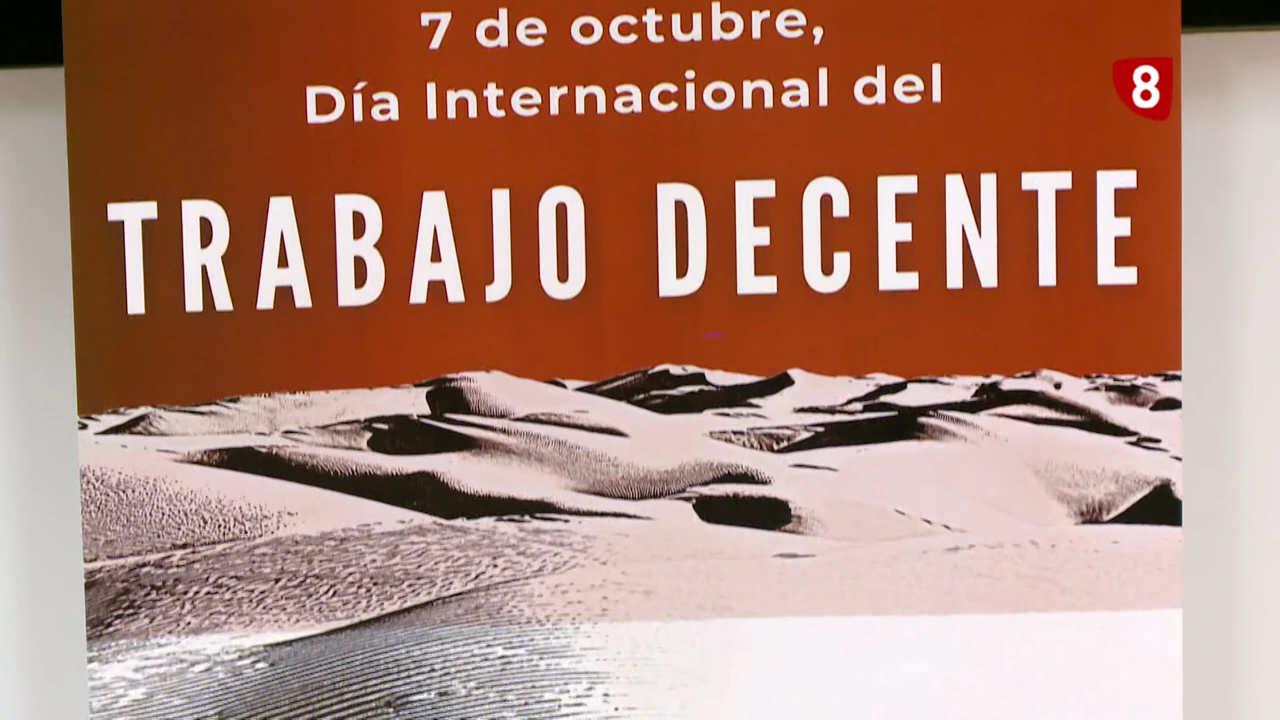 7 de octubre,
Día Internacional del
8
TRABAJO DECENTE